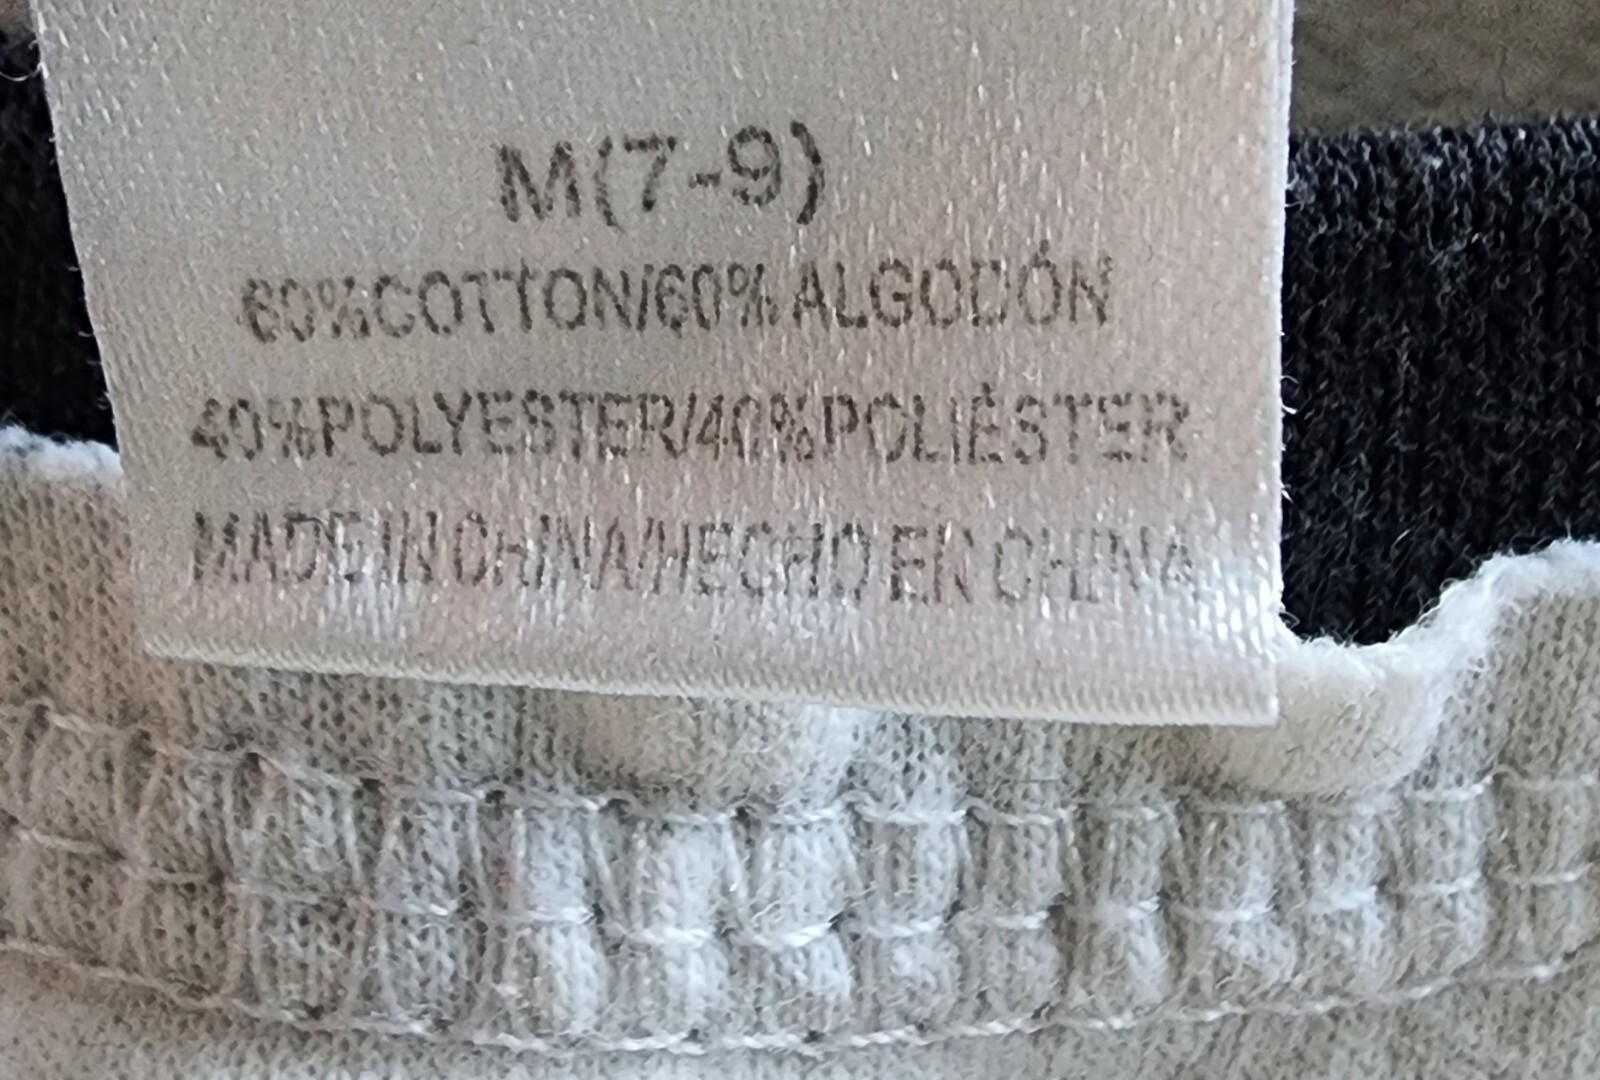 M(7-9)
60%COTTON/60% ALGODÓN
40%POLYESTER/40%POLIÉSTER
MADE IN CHINA/HECHO EN CHINA